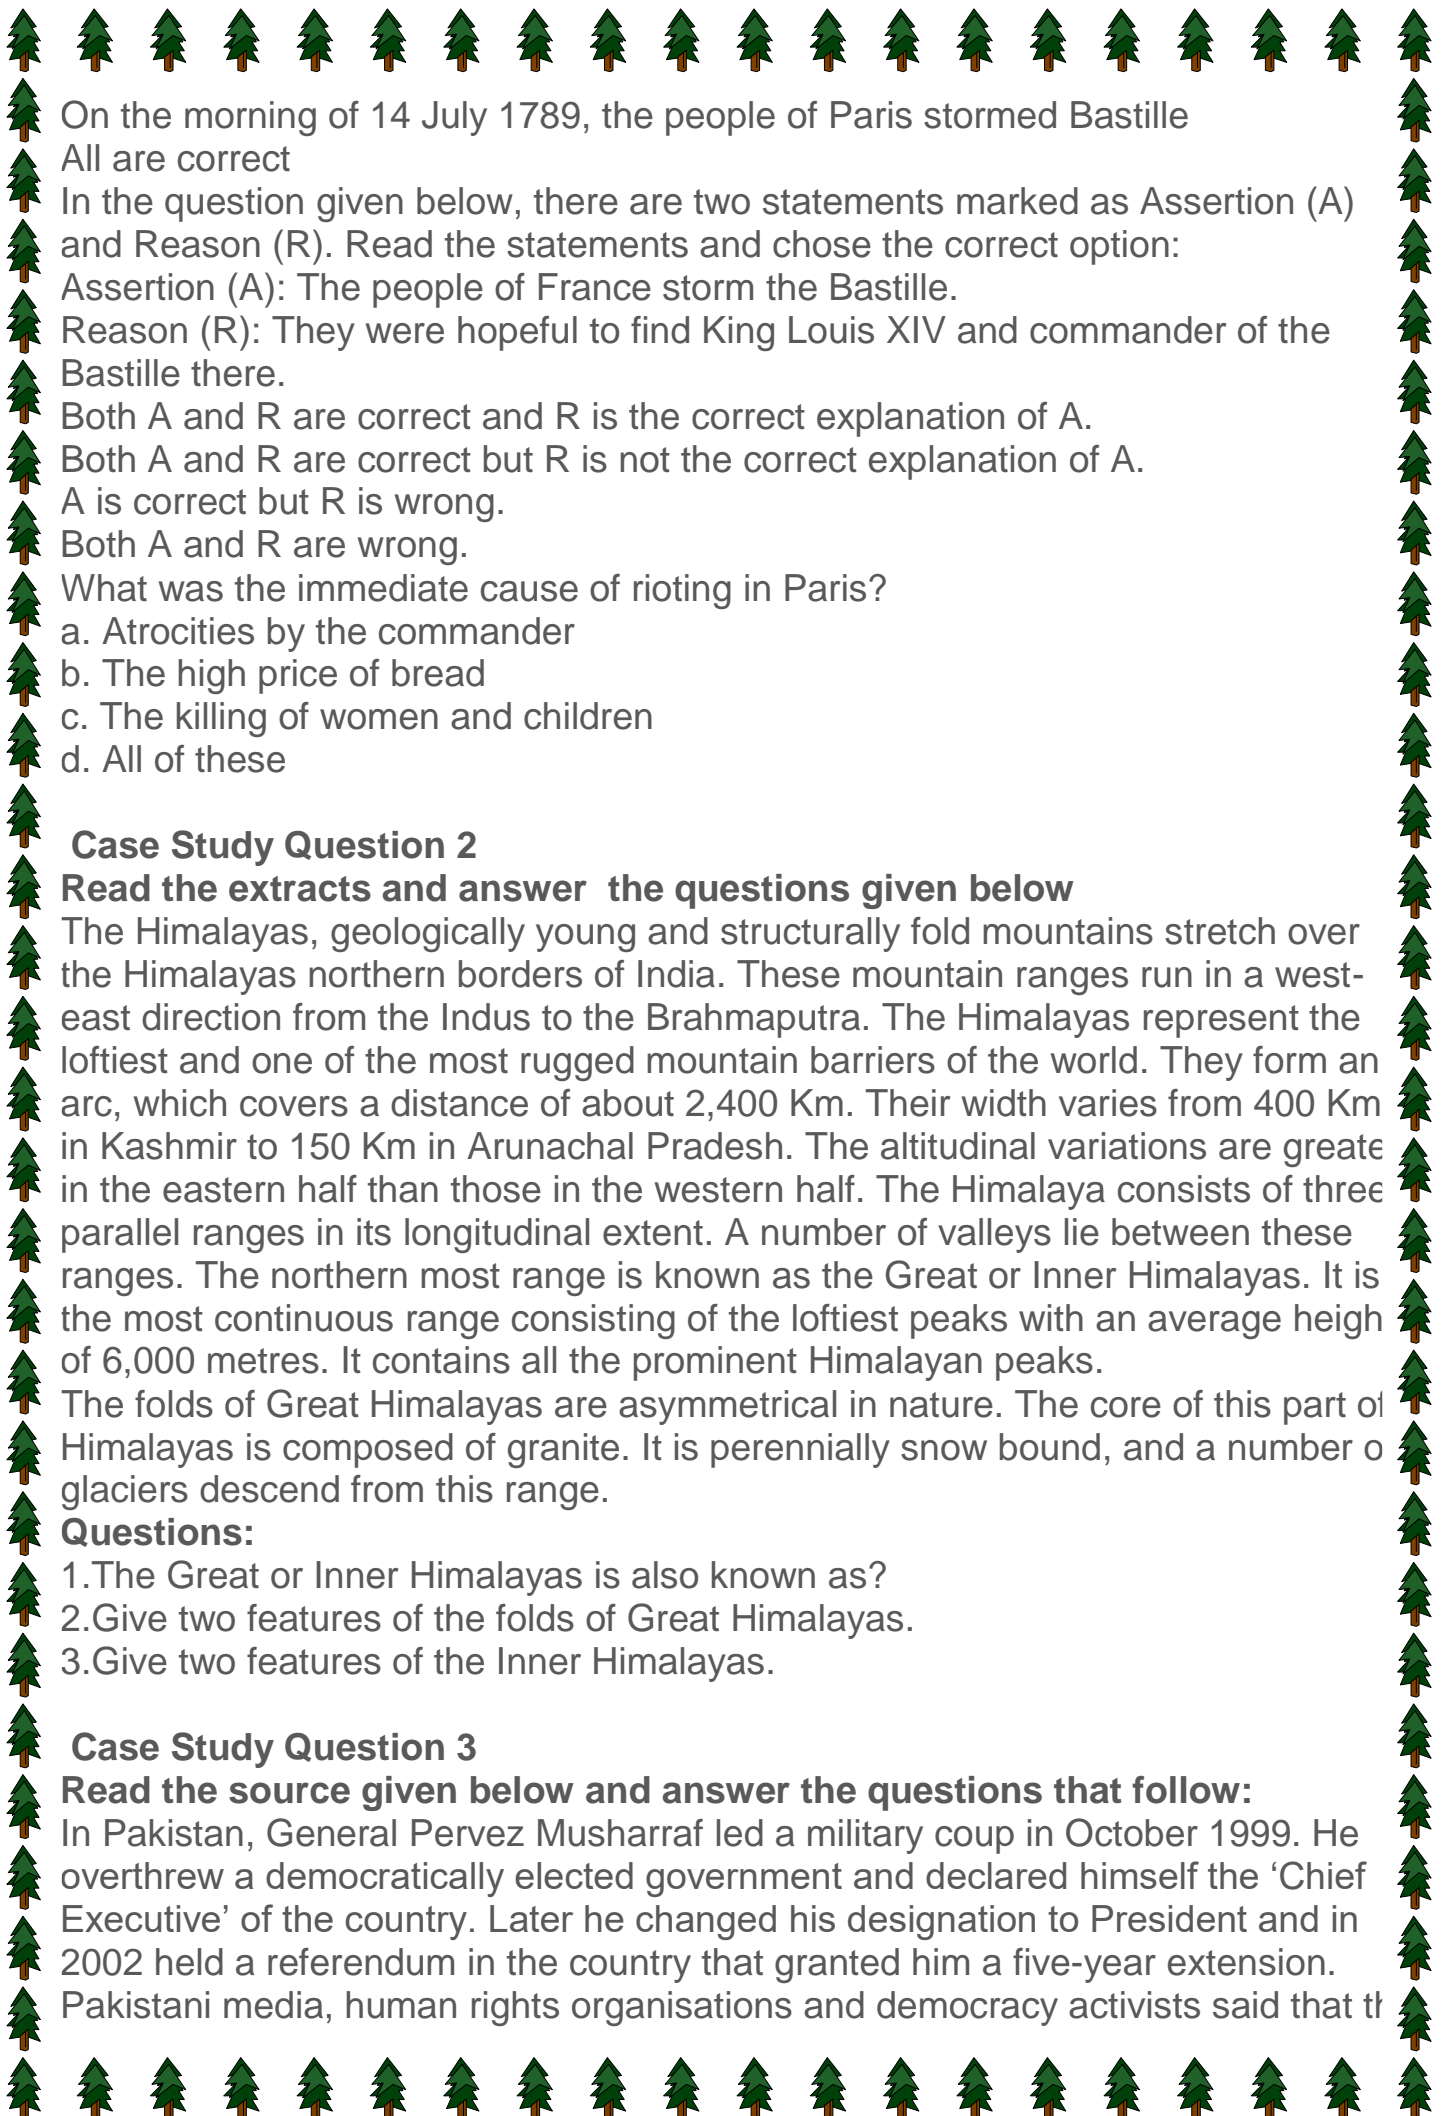 On the morning of 14 July 1789, the people of Paris stormed Bastille
All are correct
In the question given below, there are two statements marked as Assertion (A)
and Reason (R). Read the statements and chose the correct option:
Assertion (A): The people of France storm the Bastille.
Reason (R): They were hopeful to find King Louis XIV and commander of the
Bastille there.
Both A and R are correct and R is the correct explanation of A.
Both A and R are correct but R is not the correct explanation of A.
A is correct but R is wrong.
Both A and R are wrong.
What was the immediate cause of rioting in Paris?
a. Atrocities by the commander
b. The high price of bread
c. The killing of women and children
d. All of these
Case Study Question 2
Read the extracts and answer the questions given below
The Himalayas, geologically young and structurally fold mountains stretch over
the Himalayas northern borders of India. These mountain ranges run in a west-
east direction from the Indus to the Brahmaputra. The Himalayas represent the
loftiest and one of the most rugged mountain barriers of the world. They form an
arc, which covers a distance of about 2,400 Km. Their width varies from 400 Km
in Kashmir to 150 Km in Arunachal Pradesh. The altitudinal variations are greate
in the eastern half than those in the western half. The Himalaya consists of three
parallel ranges in its longitudinal extent. A number of valleys lie between these
ranges. The northern most range is known as the Great or Inner Himalayas. It is
the most continuous range consisting of the loftiest peaks with an average heigh
of 6,000 metres. It contains all the prominent Himalayan peaks.
The folds of Great Himalayas are asymmetrical in nature. The core of this part of
Himalayas is composed of granite. It is perennially snow bound, and a number o
glaciers descend from this range.
Questions:
1.The Great or Inner Himalayas is also known as?
2.Give two features of the folds of Great Himalayas.
3.Give two features of the Inner Himalayas.
Case Study Question 3
Read the source given below and answer the questions that follow:
In Pakistan, General Pervez Musharraf led a military coup in October 1999. He
overthrew a democratically elected government and declared himself the ‘Chief
Executive’ of the country. Later he changed his designation to President and in
2002 held a referendum in the country that granted him a five-year extension.
Pakistani media, human rights organisations and democracy activists said that th